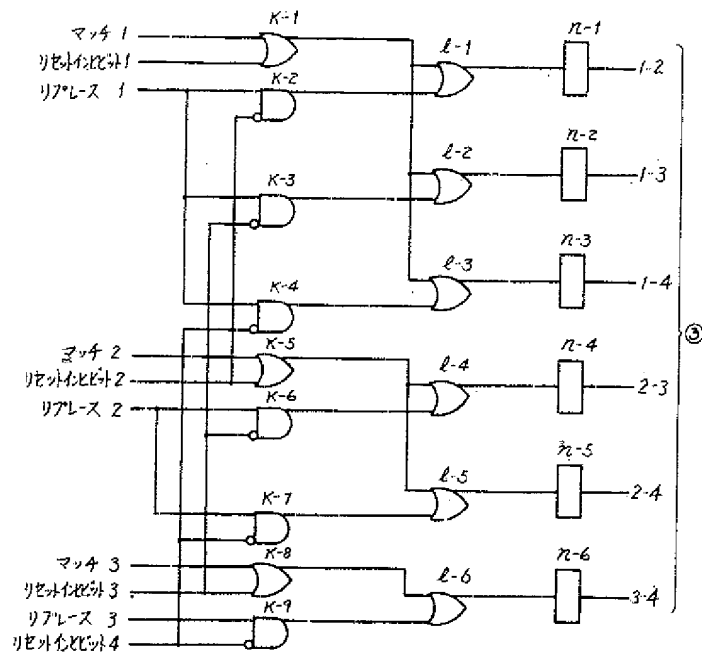 マッチ 1
リセットインヒビット1
リプレース 1
K-1
K-2
K-3
K-4
l-1
l-2
l-3
n-1
n-2
n-3
1-2
1-3
1-4
マッチ 2
リセットインヒビット2
リプレース 2
K-5
K-6
K-7
l-4
l-5
n-4
n-5
2-3
2-4
③
マッチ 3
リセットインヒビット3
リプレース 3
リセットインヒビット4
K-8
K-9
l-6
n-6
3-4